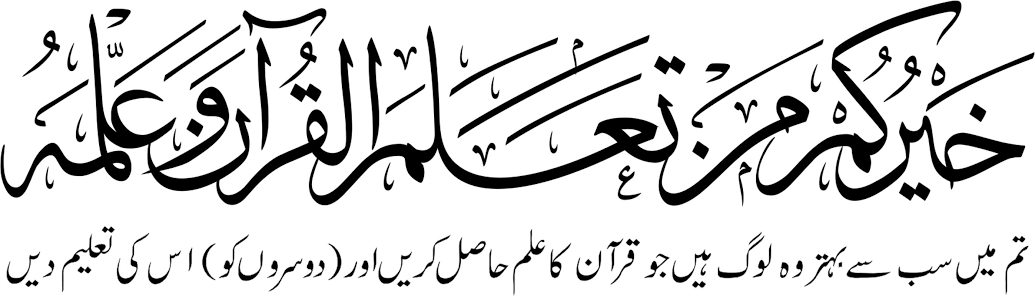 خَيْرُكُمْ مَنْ تَعَلَّمَ الْقُرْآنَ وَعَلَّمَهُ
تم میں سب سے بہتر وہ لوگ ہیں جو قرآن کا علم حاصل کریں اور (دوسروں کو) اس کی تعلیم دیں